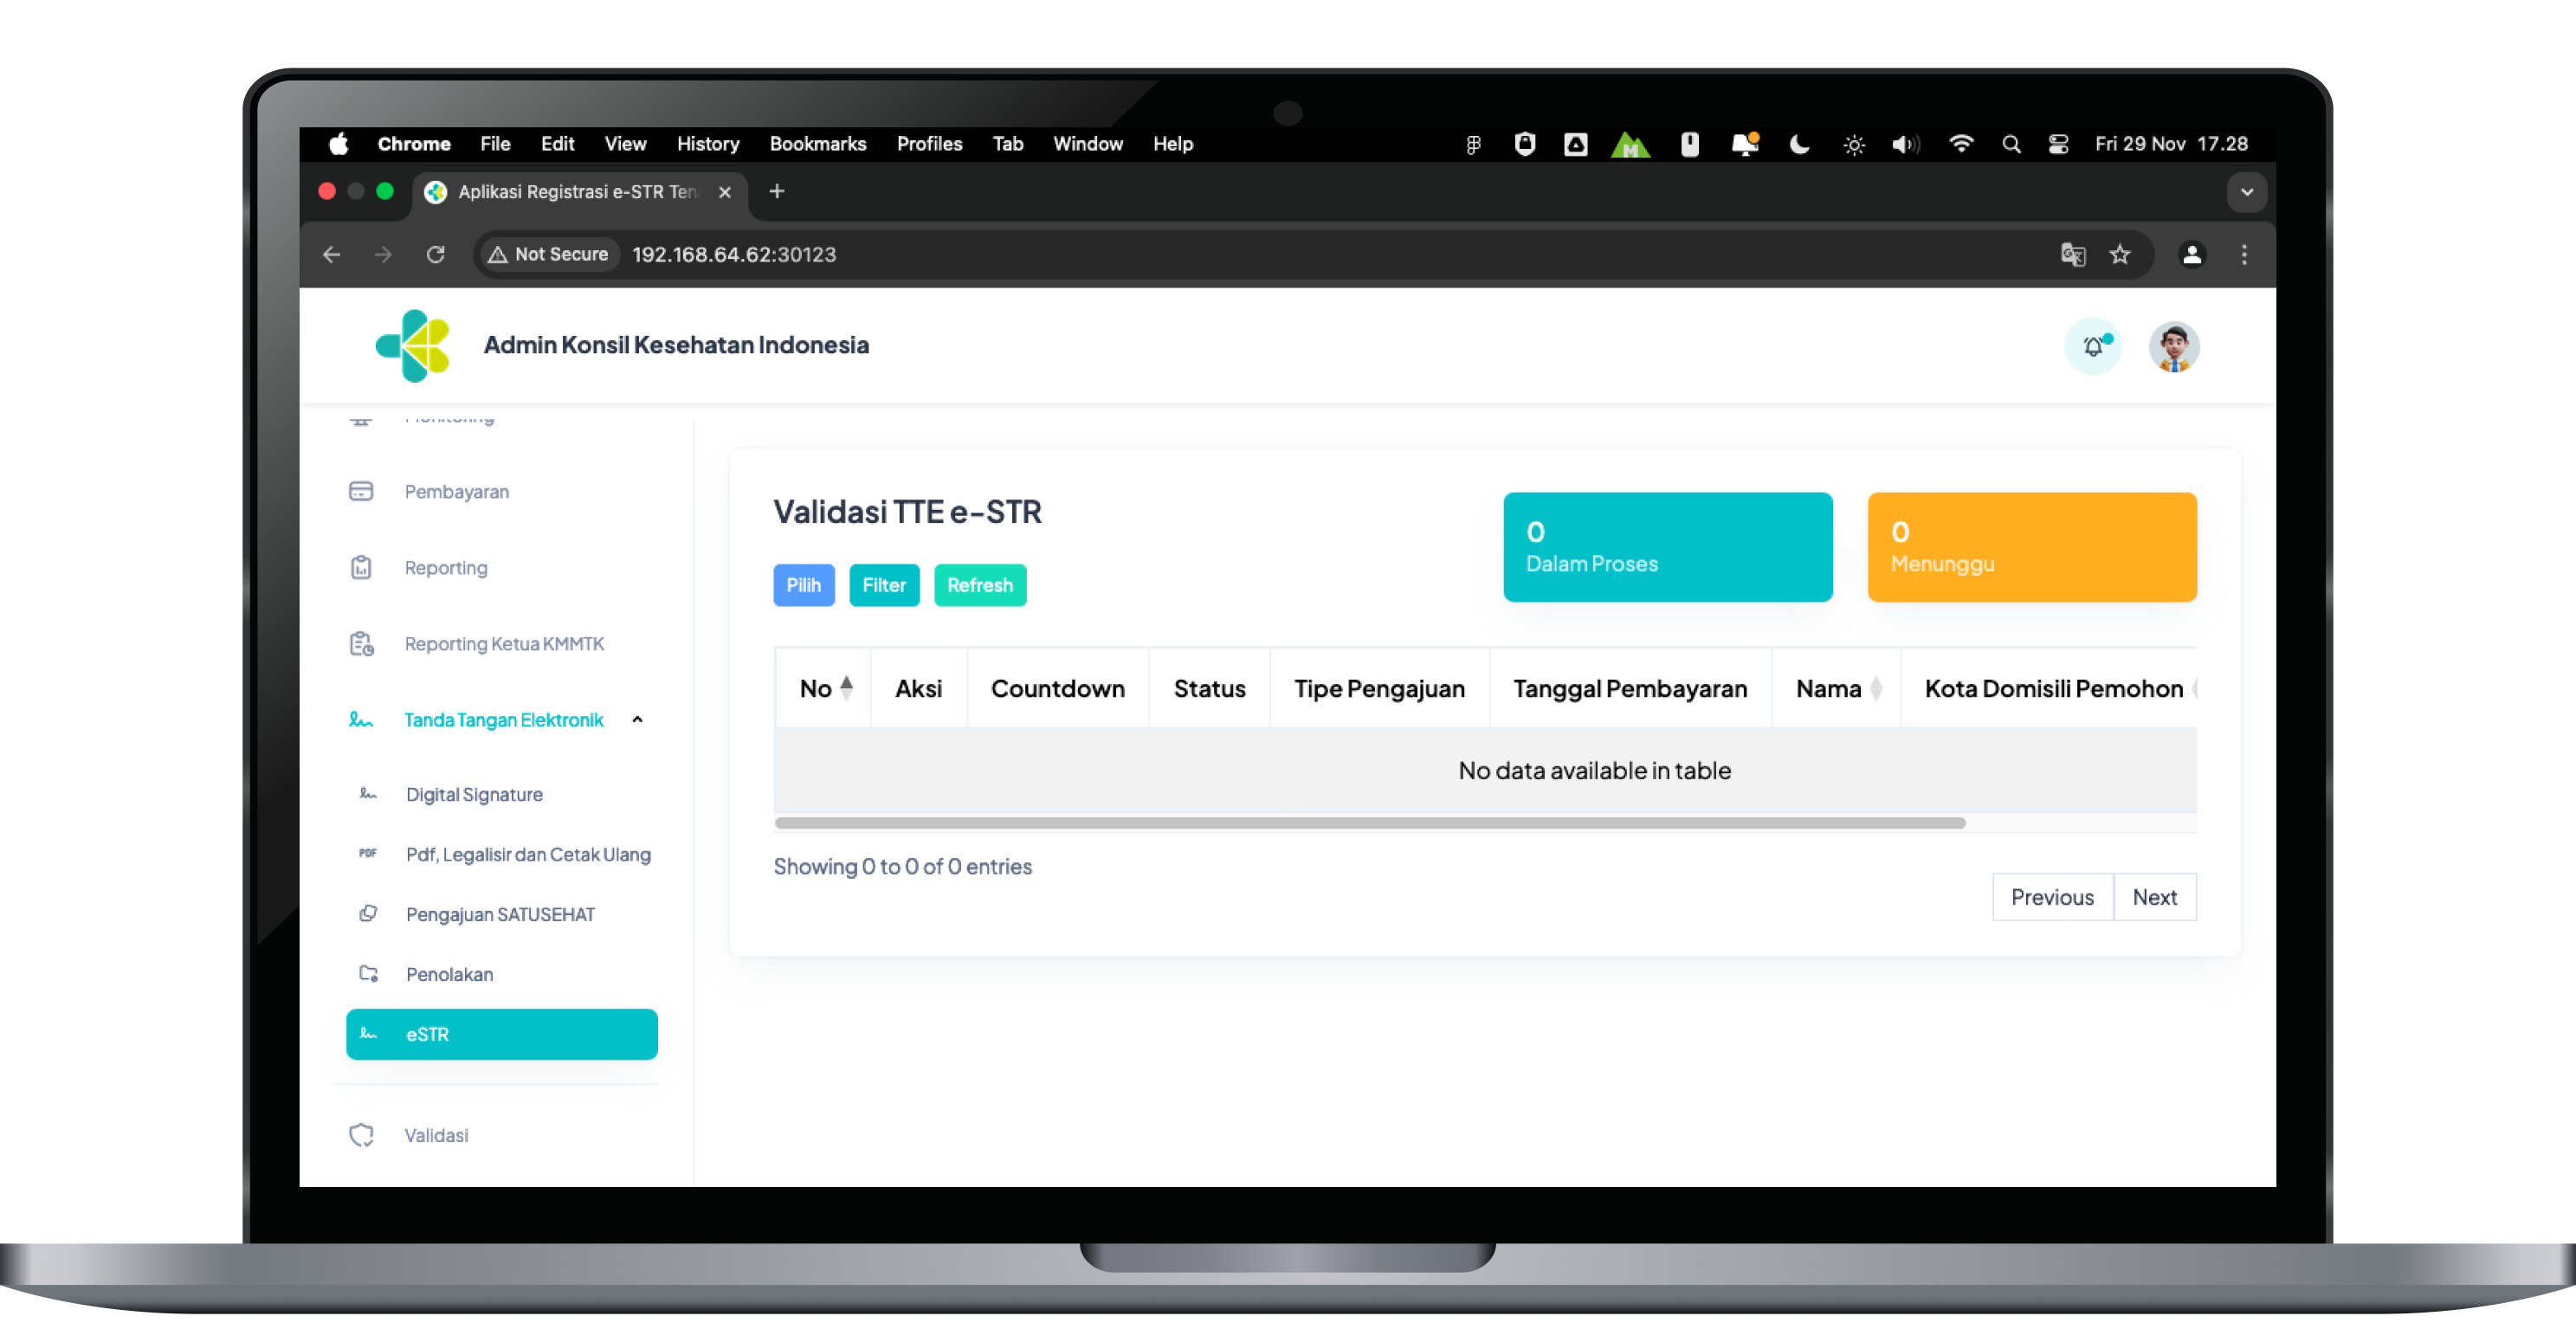 Chrome File Edit View History Bookmarks Profiles Tab Window Help Fri 29 Nov 17.28
Aplikasi Registrasi e-STR Ten
Not Secure 192.168.64.62:30123
Admin Konsil Kesehatan Indonesia
Monitoring
Pembayaran
Reporting
Reporting Ketua KMMTK
Tanda Tangan Elektronik
Digital Signature
PDF Pdf, Legalisir dan Cetak Ulang
Pengajuan SATUSEHAT
Penolakan
eSTR
Validasi
Validasi TTE e-STR
Pilih Filter Refresh
0
Dalam Proses
0
Menunggu
No Aksi Countdown Status Tipe Pengajuan Tanggal Pembayaran Nama Kota Domisili Pemohon
No data available in table
Showing 0 to 0 of 0 entries
Previous Next